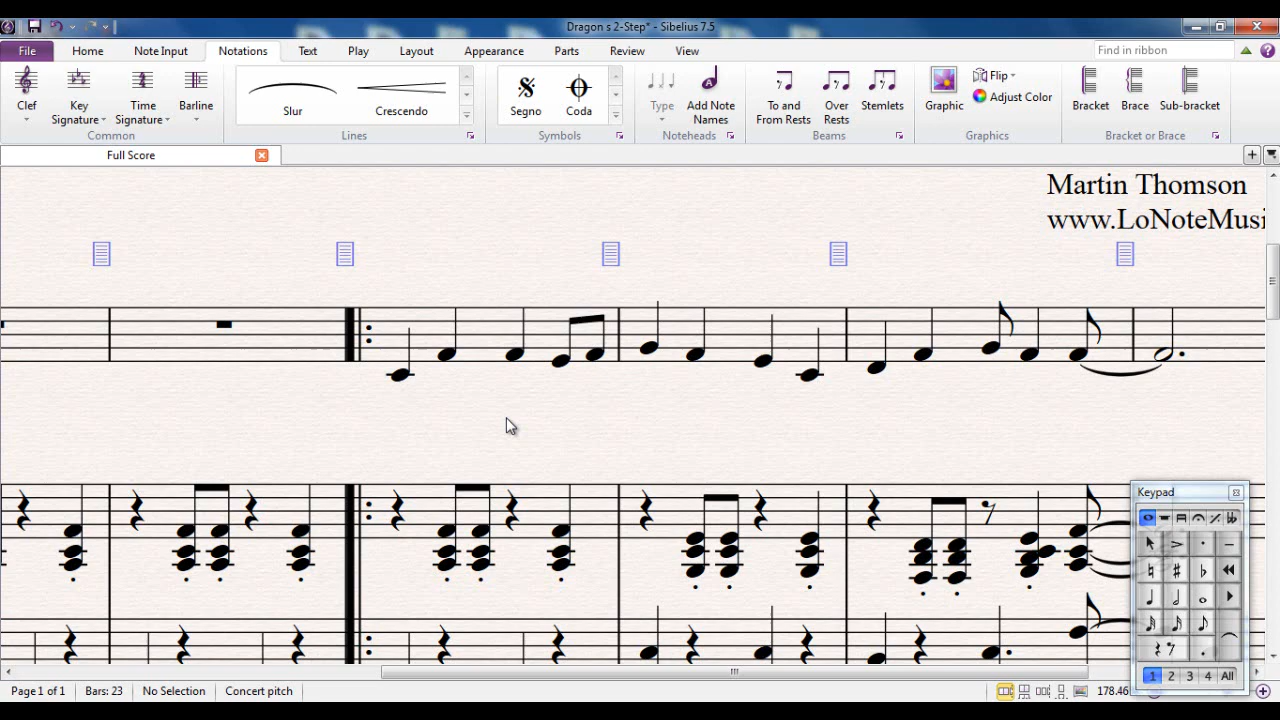 Dragon s 2-Step* - Sibelius 7.5
File Home Note Input Notations Text Play Layout Appearance Parts Review View Find in ribbon
Clef Key Signature Time Signature Barline Slur Crescendo Segno Coda Type Add Note Names To and From Rests Over Rests Stemlets Graphic Flip Adjust Color Bracket Brace Sub-bracket
Common Lines Symbols Noteheads Beams Graphics Bracket or Brace
Full Score
Martin Thomson
www.LoNoteMusi
Keypad
1 2 3 4 All
Page 1 of 1 Bars: 23 No Selection Concert pitch 178.46